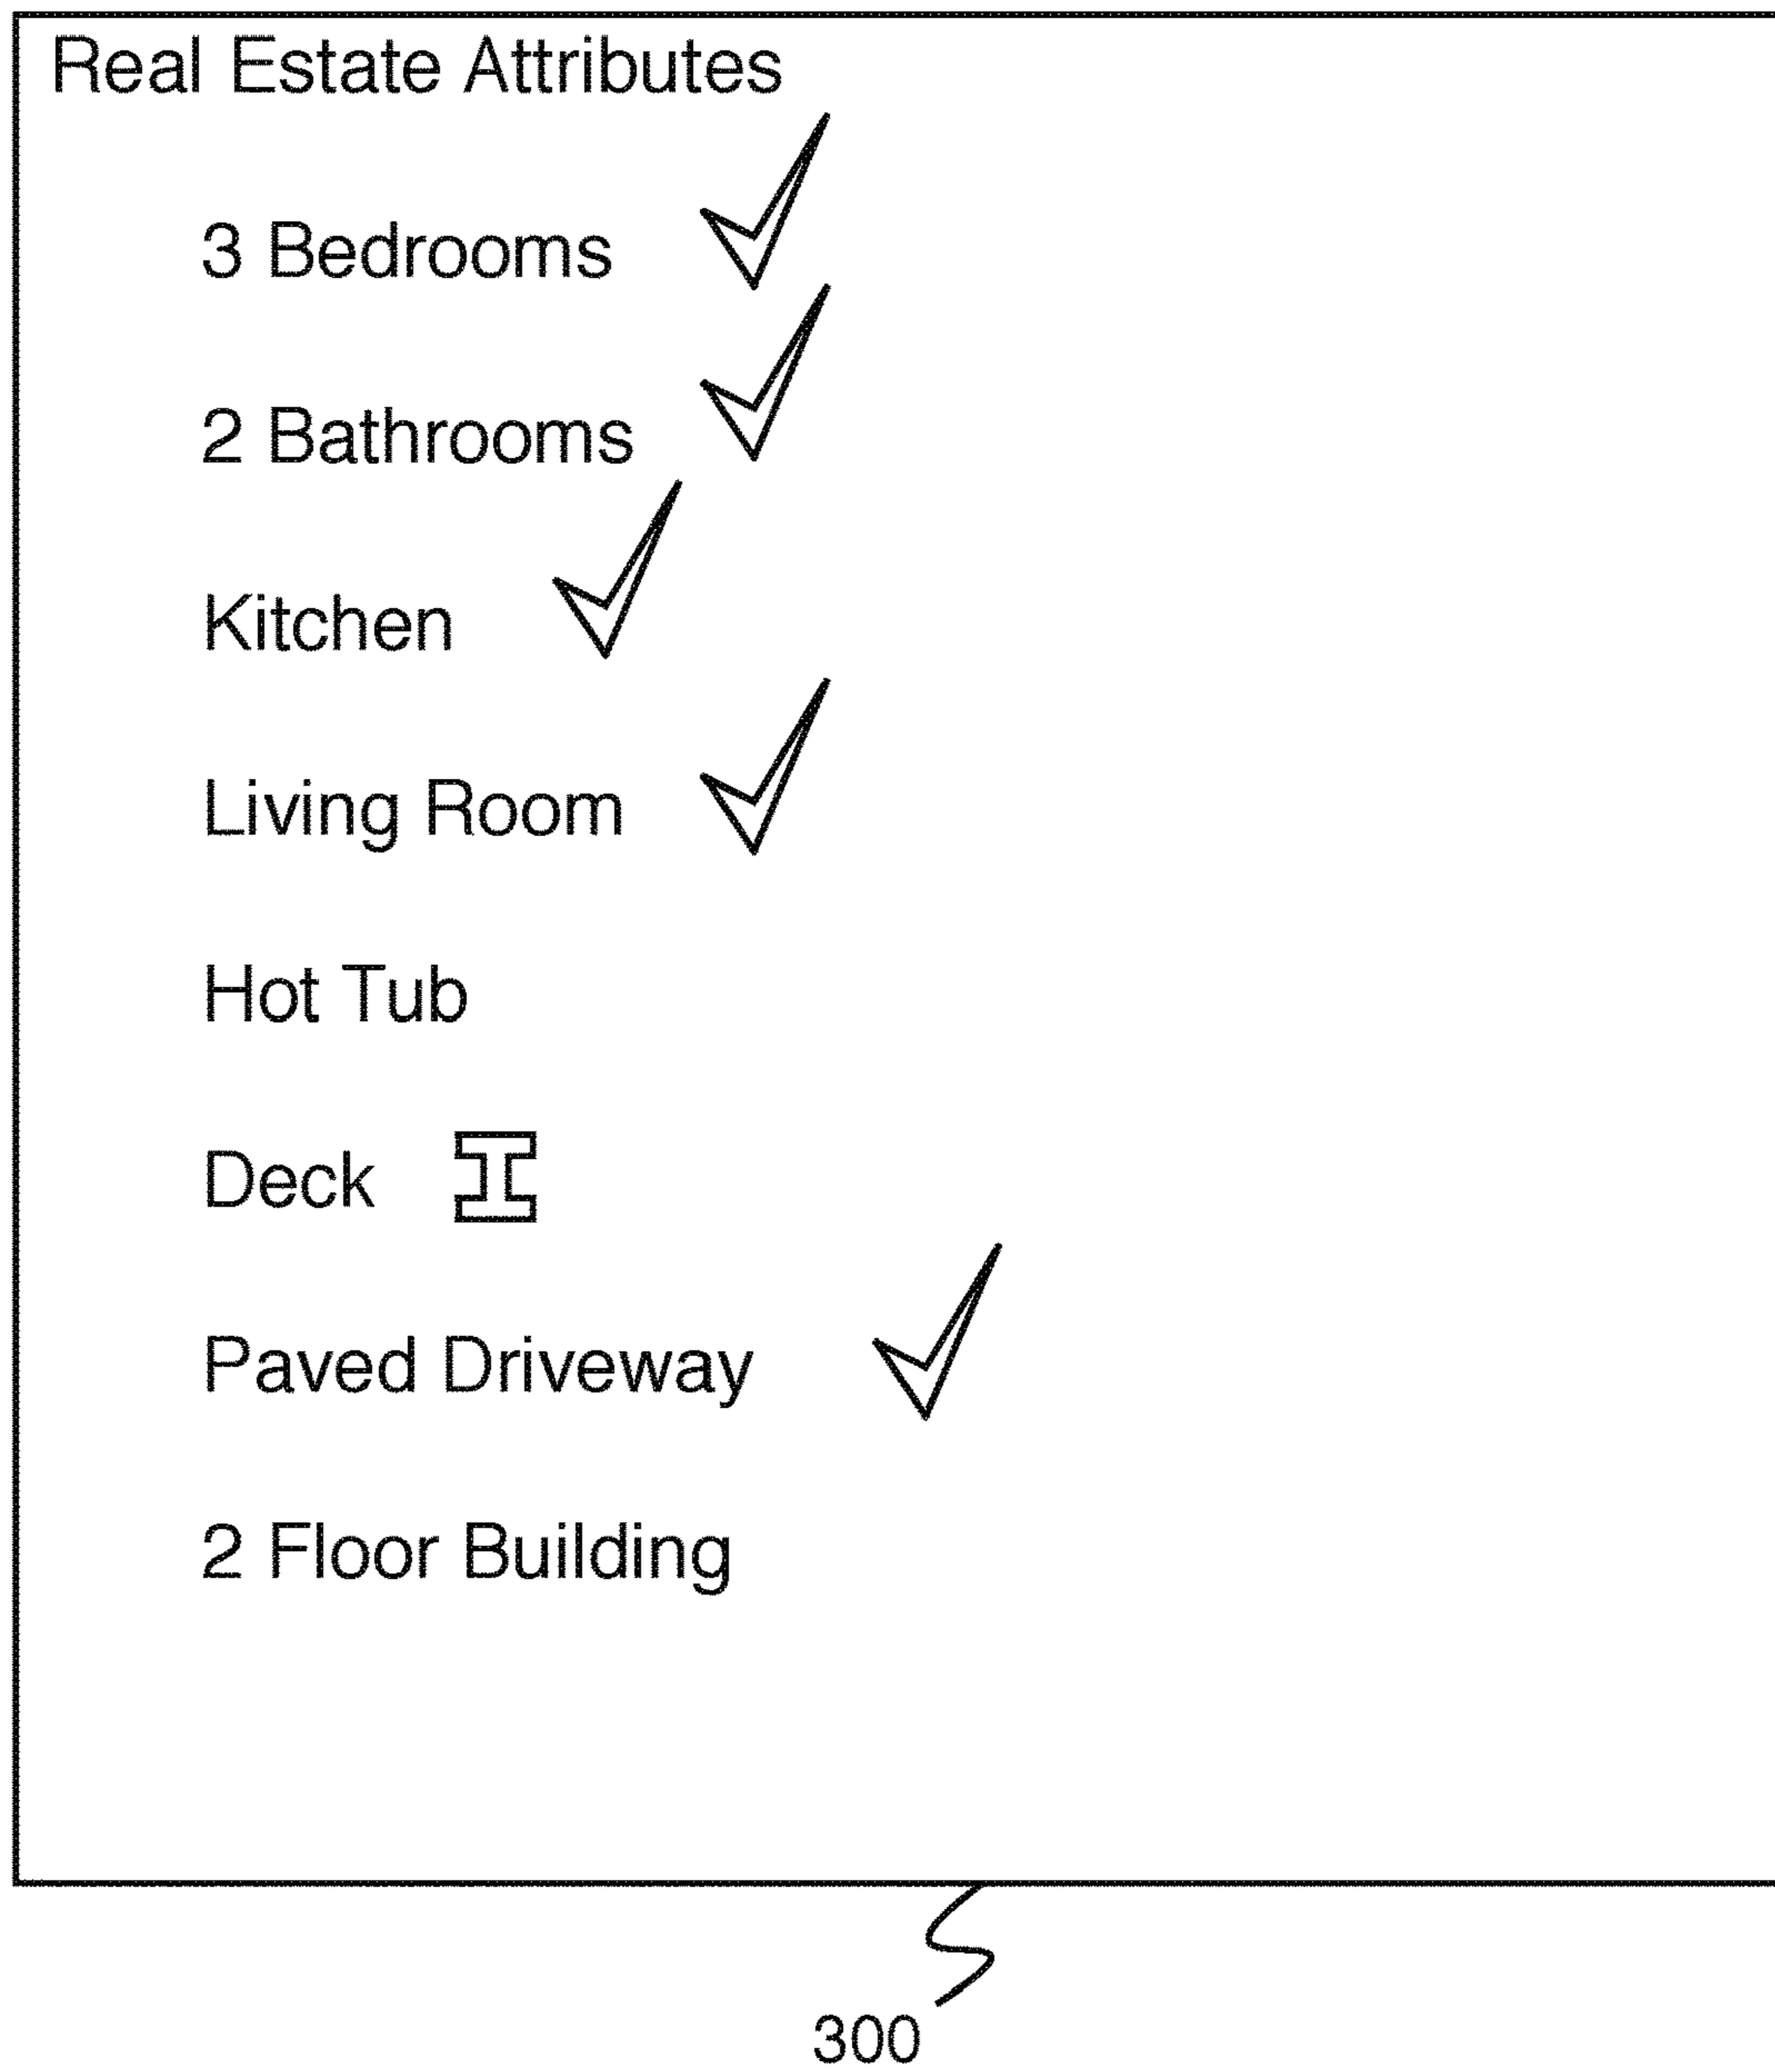 Real Estate Attributes
3 Bedrooms
2 Bathrooms
Kitchen
Living Room
Hot Tub
Deck
Paved Driveway
2 Floor Building
300